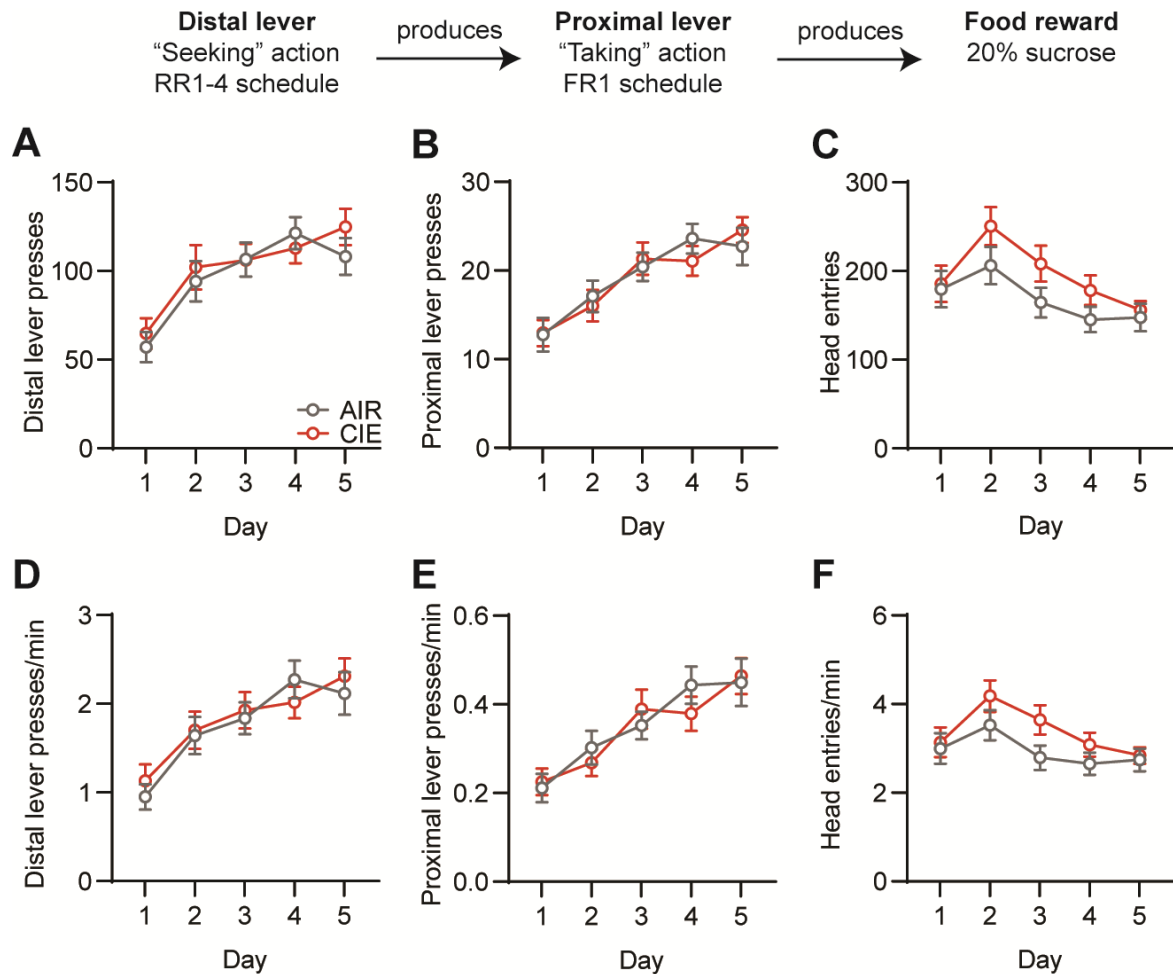 Distal lever
“Seeking” action
RR1-4 schedule
produces
Proximal lever
“Taking” action
FR1 schedule
produces
Food reward
20% sucrose
A
Distal lever presses
150
100
50
0
AIR
CIE
1 2 3 4 5
Day
B
Proximal lever presses
30
20
10
0
1 2 3 4 5
Day
C
Head entries
300
200
100
0
1 2 3 4 5
Day
D
Distal lever presses/min
3
2
1
0
1 2 3 4 5
Day
E
Proximal lever presses/min
0.6
0.4
0.2
0.0
1 2 3 4 5
Day
F
Head entries/min
6
4
2
0
1 2 3 4 5
Day